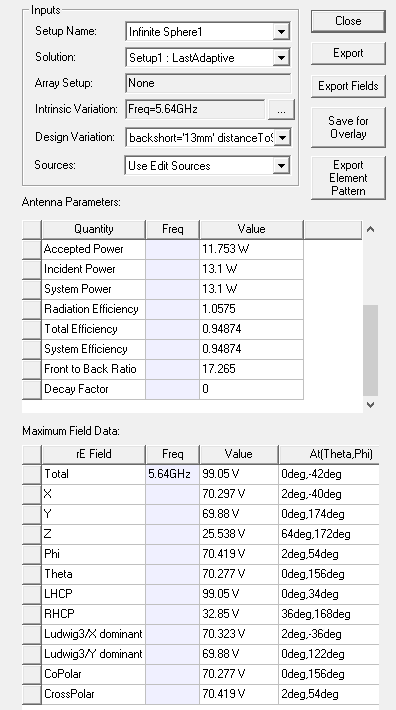 Inputs
Close
Setup Name: Infinite Sphere1
Export
Solution: Setup1 : LastAdaptive
Array Setup: None
Export Fields
Intrinsic Variation: Freq=5.64GHz ...
Save for
Overlay
Design Variation: backshort='13mm' distanceToS
Sources: Use Edit Sources
Export
Element
Pattern
Antenna Parameters:
Quantity Freq Value
Accepted Power 11.753 W
Incident Power 13.1 W
System Power 13.1 W
Radiation Efficiency 1.0575
Total Efficiency 0.94874
System Efficiency 0.94874
Front to Back Ratio 17.265
Decay Factor 0
Maximum Field Data:
rE Field Freq Value At(Theta,Phi)
Total 5.64GHz 99.05 V 0deg,-42deg
X 70.297 V 2deg,-40deg
Y 69.88 V 0deg,174deg
Z 25.538 V 64deg,172deg
Phi 70.419 V 2deg,54deg
Theta 70.277 V 0deg,156deg
LHCP 99.05 V 0deg,34deg
RHCP 32.85 V 36deg,168deg
Ludwig3/X dominant 70.323 V 2deg,-36deg
Ludwig3/Y dominant 69.88 V 0deg,122deg
CoPolar 70.277 V 0deg,156deg
CrossPolar 70.419 V 2deg,54deg